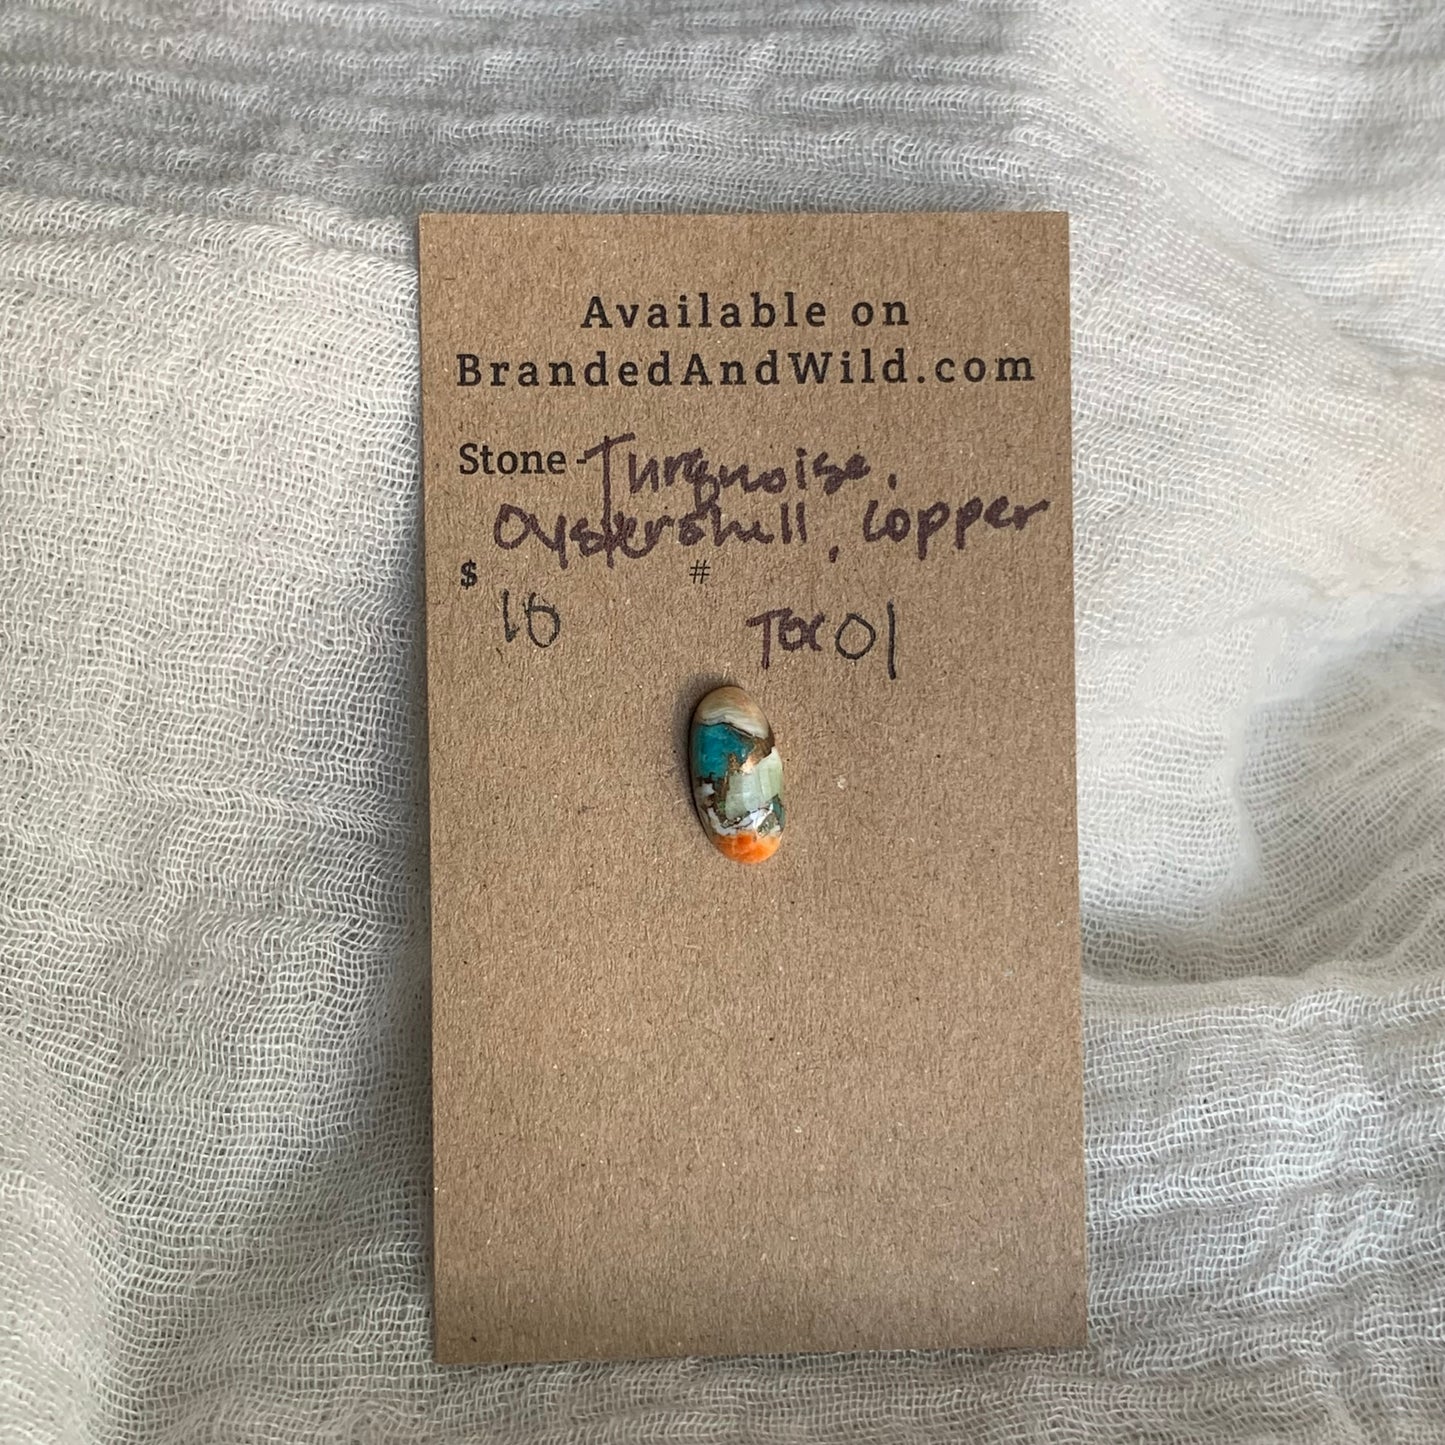 Available on
BrandedAndWild.com
Stone - Turquoise,
Oystershell, Copper
$ #
10 TOC01